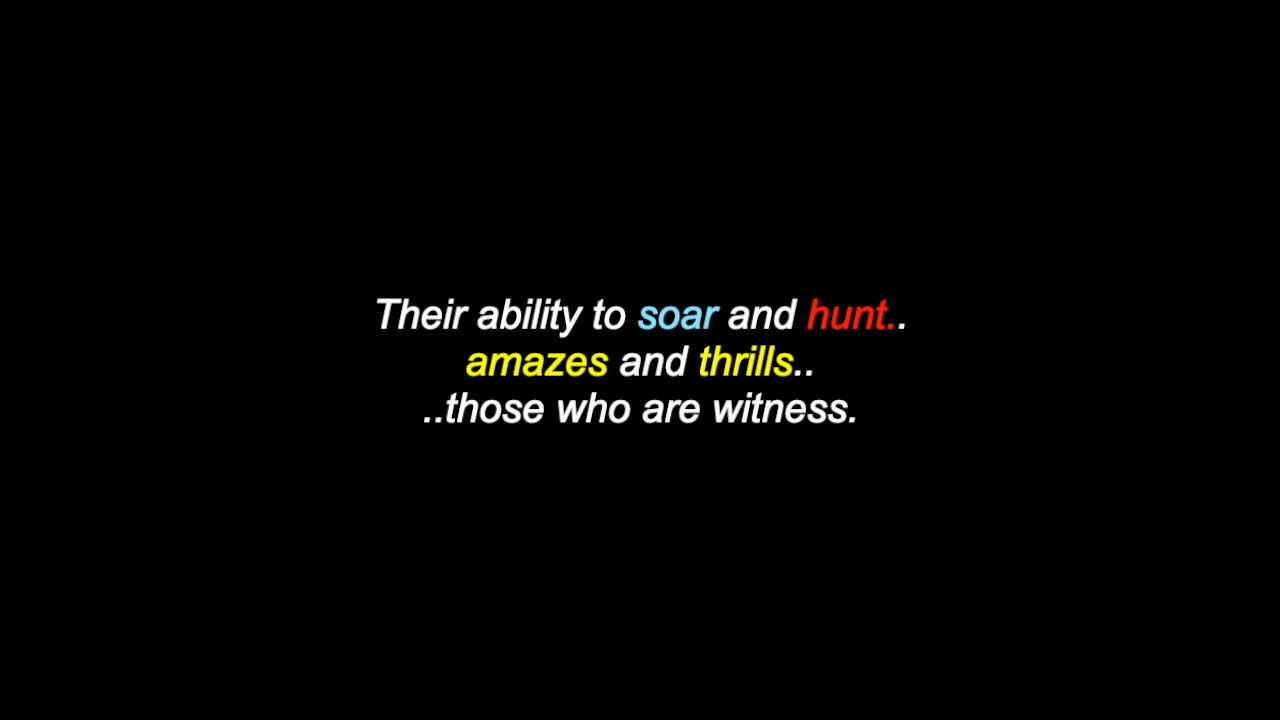 Their ability to soar and hunt..
amazes and thrills..
..those who are witness.